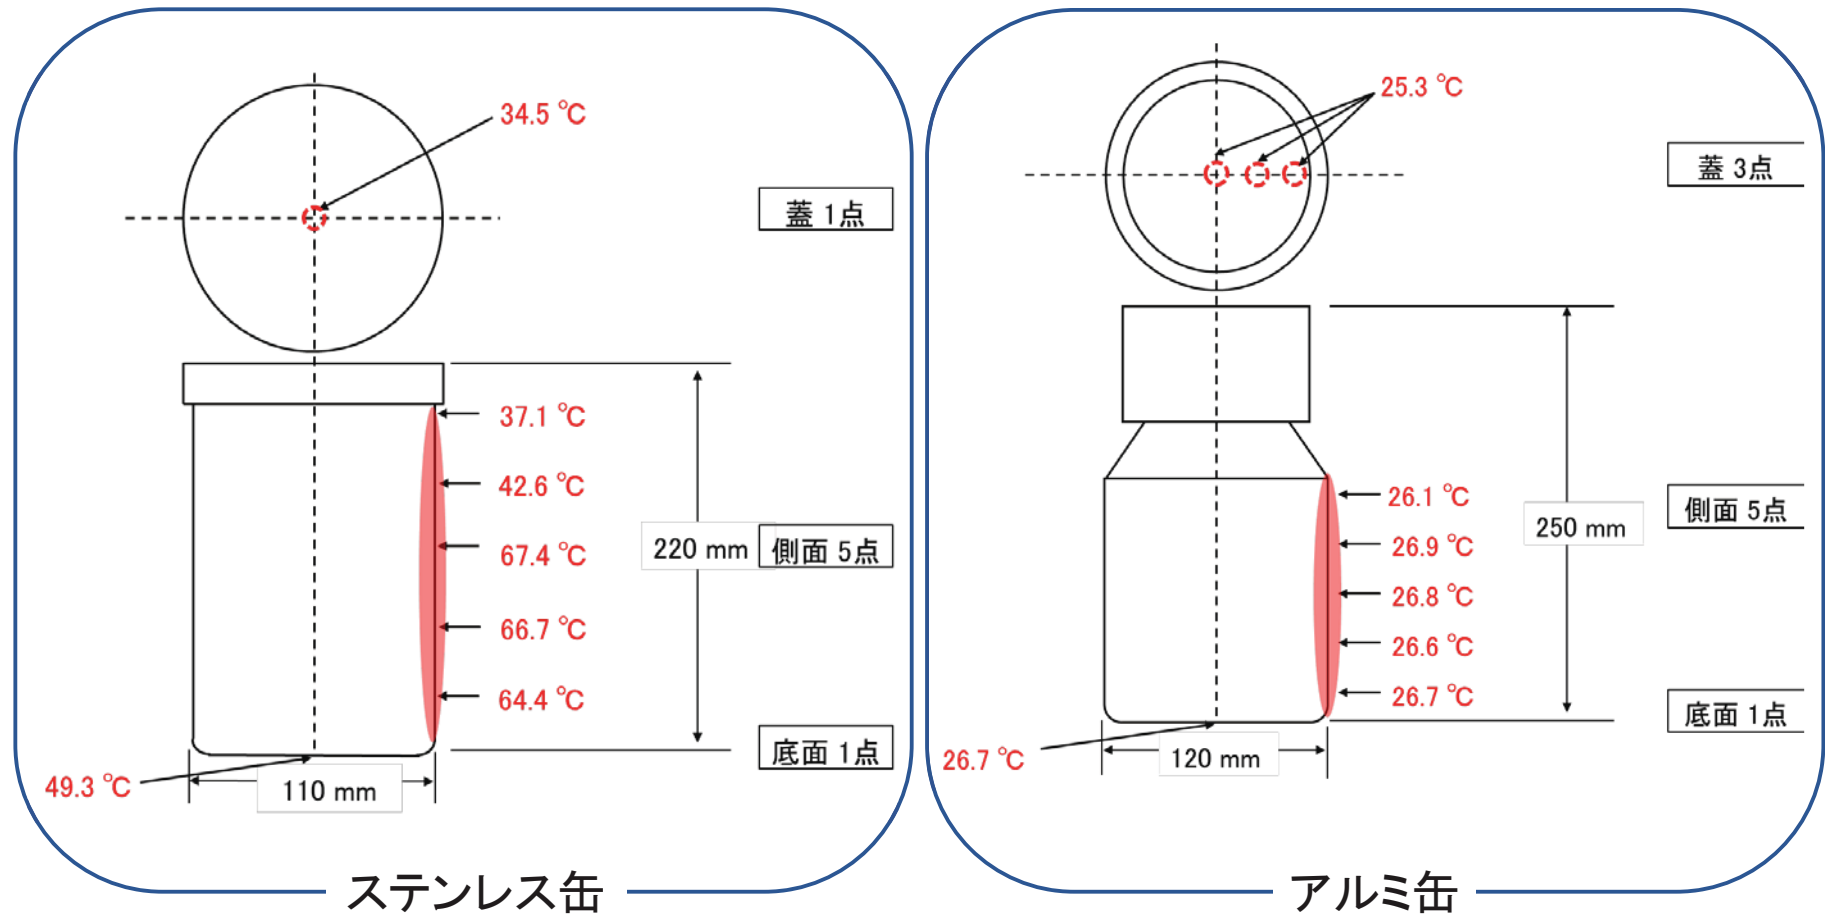 34.5 ℃
蓋 1点
37.1 ℃
42.6 ℃
67.4 ℃
66.7 ℃
64.4 ℃
220 mm
側面 5点
底面 1点
49.3 ℃
110 mm
ステンレス缶
25.3 ℃
蓋 3点
26.1 ℃
26.9 ℃
26.8 ℃
26.6 ℃
26.7 ℃
250 mm
側面 5点
底面 1点
26.7 ℃
120 mm
アルミ缶